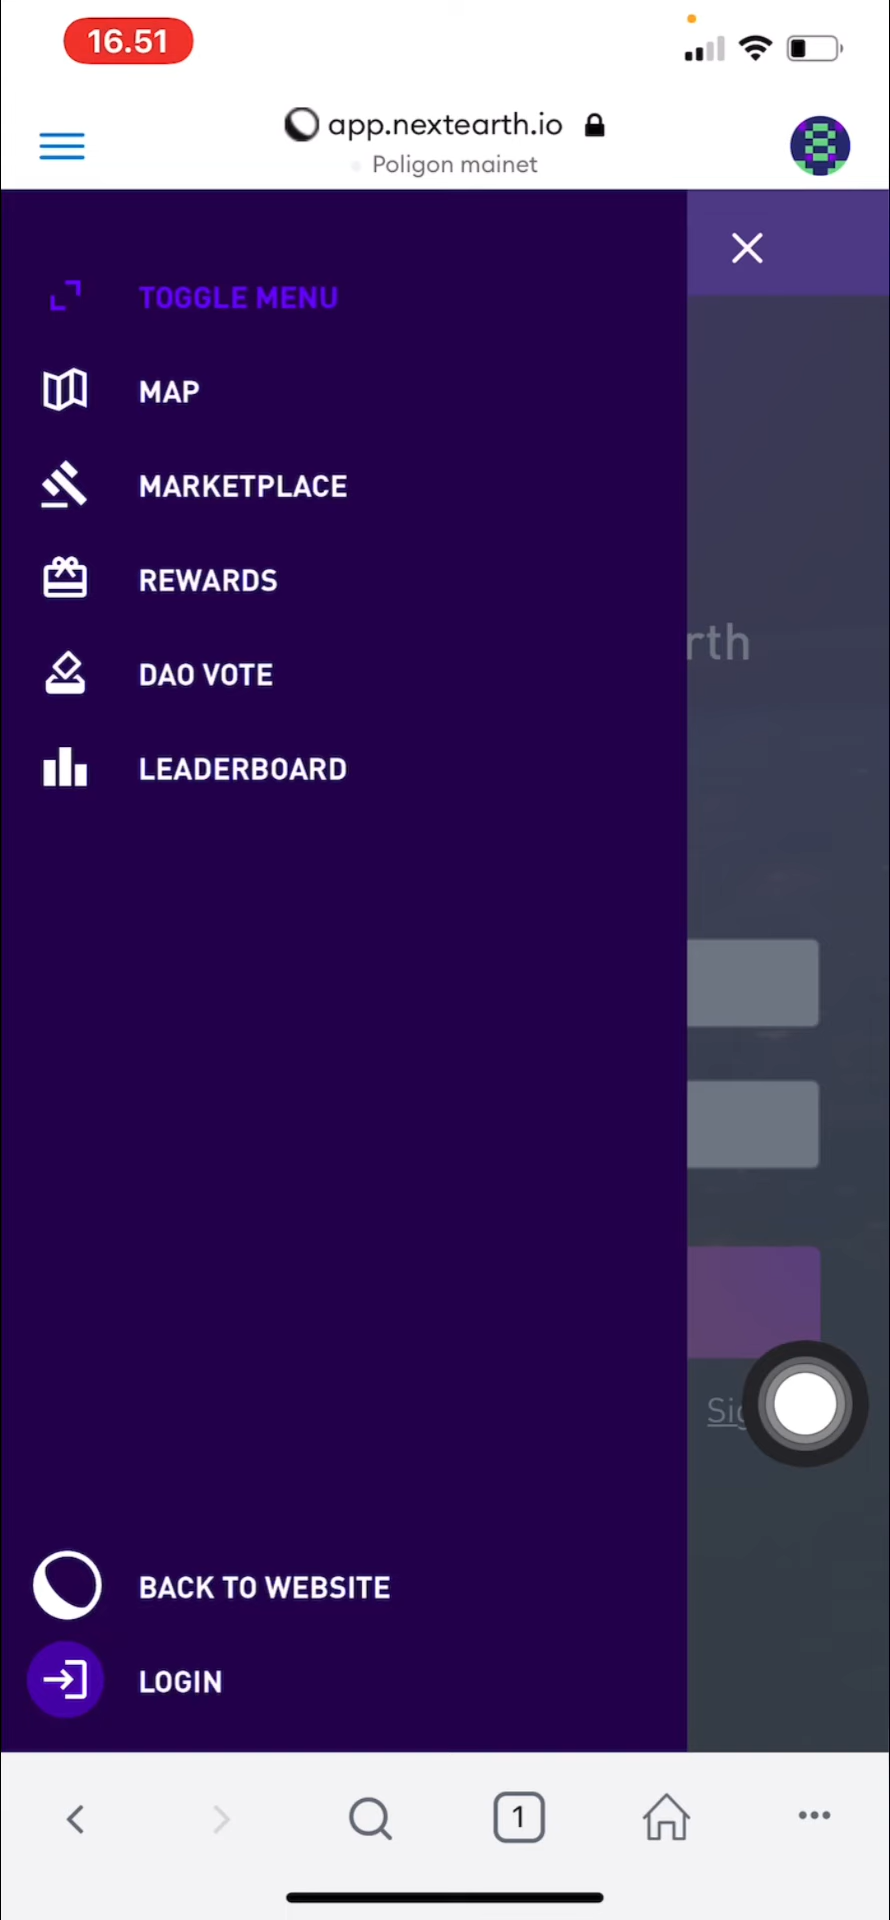 16.51
app.nextearth.io
Poligon mainet
TOGGLE MENU
MAP
MARKETPLACE
REWARDS
rth
DAO VOTE
LEADERBOARD
Sig
BACK TO WEBSITE
LOGIN
1